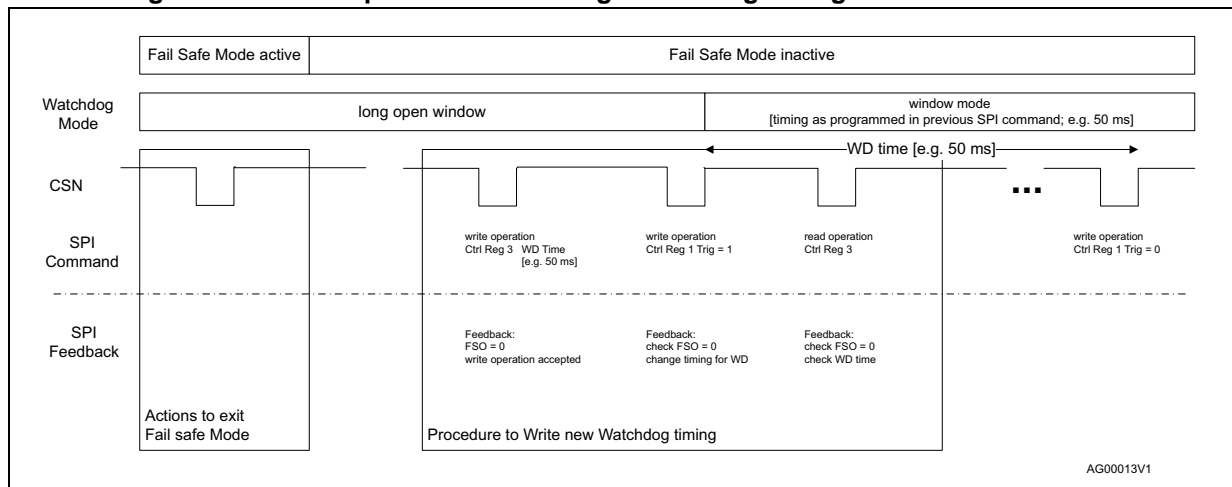 Fail Safe Mode active
Fail Safe Mode inactive
Watchdog
Mode
long open window
window mode
[timing as programmed in previous SPI command; e.g. 50 ms]
WD time [e.g. 50 ms]
CSN
...
SPI
Command
write operation
Ctrl Reg 3 WD Time
[e.g. 50 ms]
write operation
Ctrl Reg 1 Trig = 1
read operation
Ctrl Reg 3
write operation
Ctrl Reg 1 Trig = 0
SPI
Feedback
Feedback:
FSO = 0
write operation accepted
Feedback:
check FSO = 0
change timing for WD
Feedback:
check FSO = 0
check WD time
Actions to exit
Fail safe Mode
Procedure to Write new Watchdog timing
AG00013V1